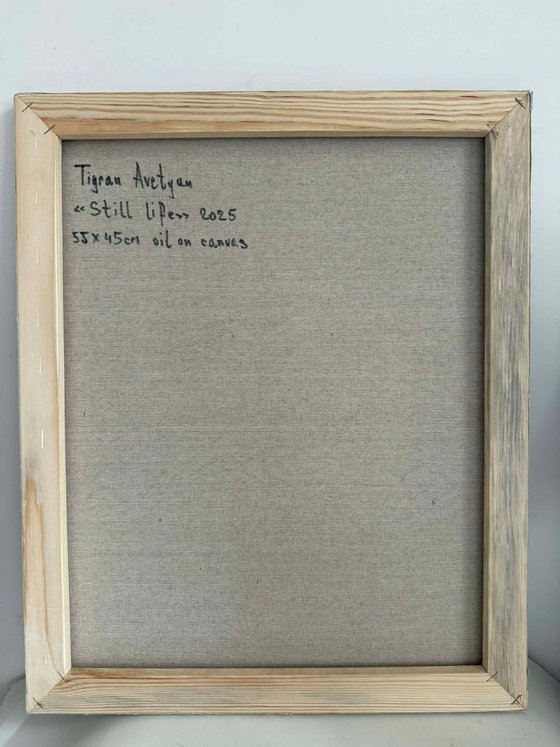 Tigran Avetyan
«Still life» 2025
55x45cm oil on canvas